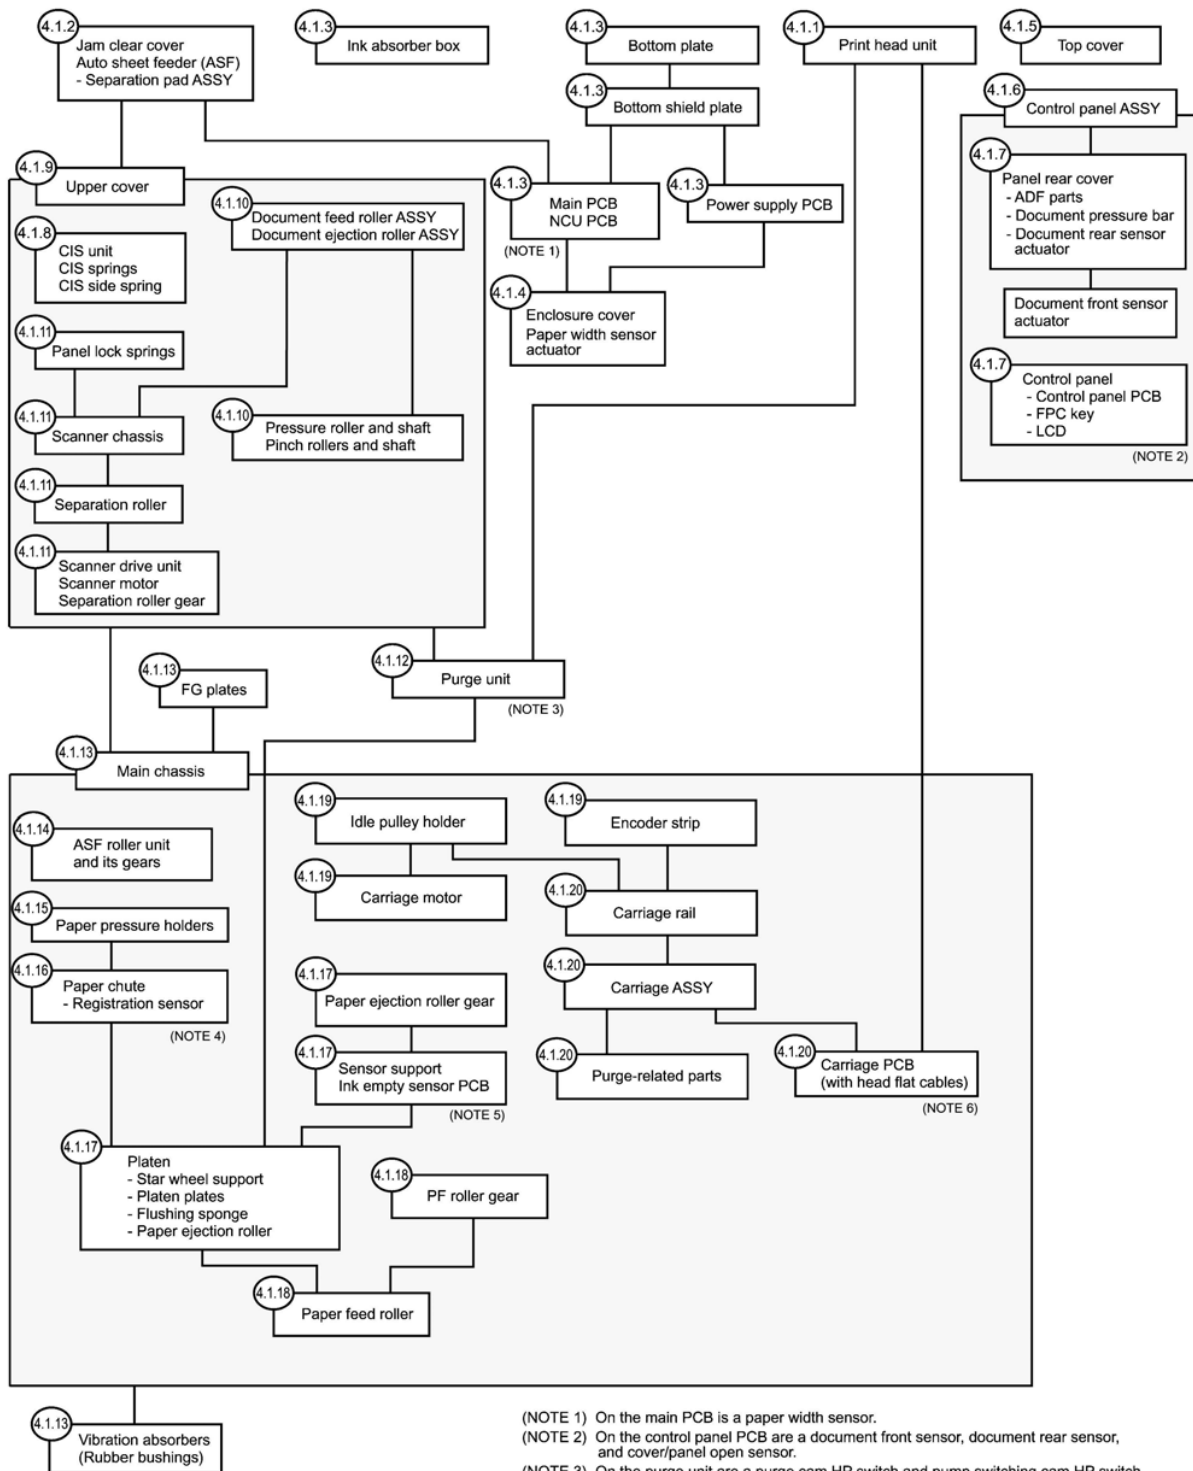 4.1.2
Jam clear cover
Auto sheet feeder (ASF)
- Separation pad ASSY
4.1.3
Ink absorber box
4.1.3
Bottom plate
4.1.1
Print head unit
4.1.5
Top cover
4.1.3
Bottom shield plate
4.1.6
Control panel ASSY
4.1.9
Upper cover
4.1.3
Main PCB
NCU PCB
(NOTE 1)
4.1.3
Power supply PCB
4.1.7
Panel rear cover
- ADF parts
- Document pressure bar
- Document rear sensor
actuator
4.1.10
Document feed roller ASSY
Document ejection roller ASSY
4.1.8
CIS unit
CIS springs
CIS side spring
4.1.4
Enclosure cover
Paper width sensor
actuator
Document front sensor
actuator
4.1.11
Panel lock springs
4.1.7
Control panel
- Control panel PCB
- FPC key
- LCD
(NOTE 2)
4.1.11
Scanner chassis
4.1.10
Pressure roller and shaft
Pinch rollers and shaft
4.1.11
Separation roller
4.1.11
Scanner drive unit
Scanner motor
Separation roller gear
4.1.13
FG plates
4.1.12
Purge unit
(NOTE 3)
4.1.13
Main chassis
4.1.14
ASF roller unit
and its gears
4.1.19
Idle pulley holder
4.1.19
Encoder strip
4.1.19
Carriage motor
4.1.20
Carriage rail
4.1.15
Paper pressure holders
4.1.16
Paper chute
- Registration sensor
(NOTE 4)
4.1.17
Paper ejection roller gear
4.1.20
Carriage ASSY
4.1.17
Sensor support
Ink empty sensor PCB
(NOTE 5)
4.1.20
Purge-related parts
4.1.20
Carriage PCB
(with head flat cables)
(NOTE 6)
4.1.17
Platen
- Star wheel support
- Platen plates
- Flushing sponge
- Paper ejection roller
4.1.18
PF roller gear
4.1.18
Paper feed roller
4.1.13
Vibration absorbers
(Rubber bushings)
(NOTE 1) On the main PCB is a paper width sensor.
(NOTE 2) On the control panel PCB are a document front sensor, document rear sensor,
and cover/panel open sensor.
(NOTE 3) On the purge unit are a purge cam HP switch and pump switching cam HP switch